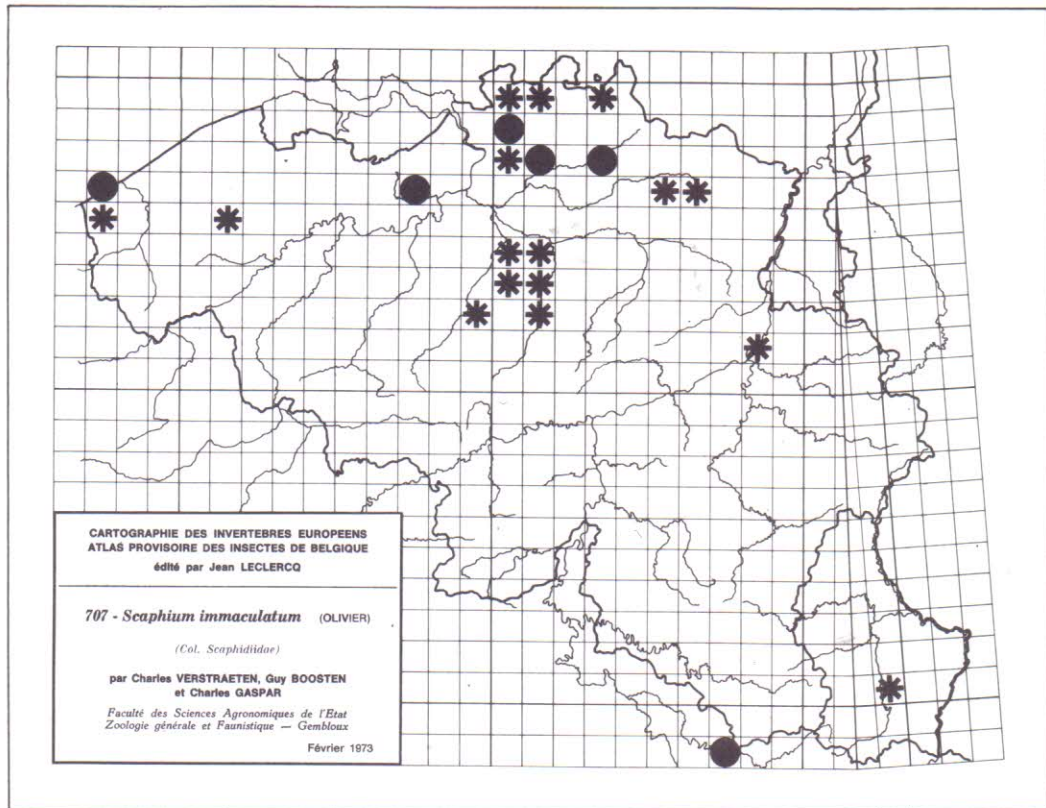 CARTOGRAPHIE DES INVERTEBRES EUROPEENS
ATLAS PROVISOIRE DES INSECTES DE BELGIQUE
édité par Jean LECLERCQ
707 - Scaphium immaculatum (OLIVIER)
(Col. Scaphidiidae)
par Charles VERSTRAETEN, Guy BOOSTEN
et Charles GASPAR
Faculté des Sciences Agronomiques de l'Etat
Zoologie générale et Faunistique — Gembloux
Février 1973